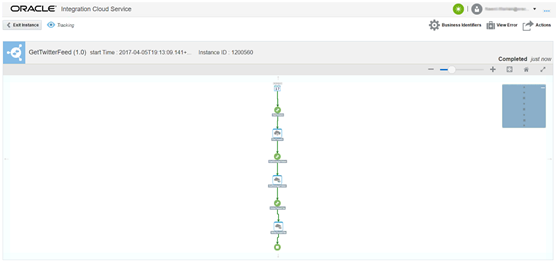 ORACLE Integration Cloud Service
Exit Instance Tracking Business Identifiers View Error Actions
GetTwitterFeed (1.0) start Time : 2017-04-05T19:13:09.141+... Instance ID : 1200560
Completed just now